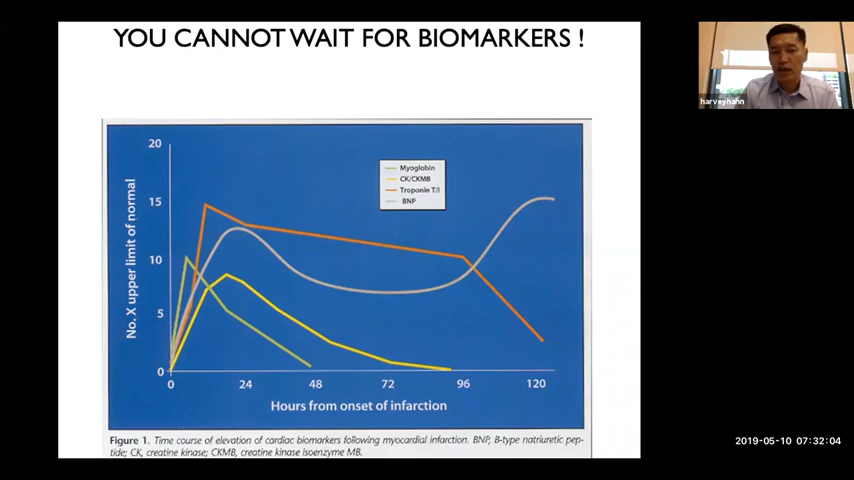 YOU CANNOT WAIT FOR BIOMARKERS !
harveyhahn
20
15
10
5
0
No. X upper limit of normal
Myoglobin
CK/CKMB
Troponin T/I
BNP
0 24 48 72 96 120
Hours from onset of infarction
Figure 1. Time course of elevation of cardiac biomarkers following myocardial infarction. BNP, B-type natriuretic pep-
tide; CK, creatine kinase; CKMB, creatine kinase isoenzyme MB.
2019-05-10 07:32:04